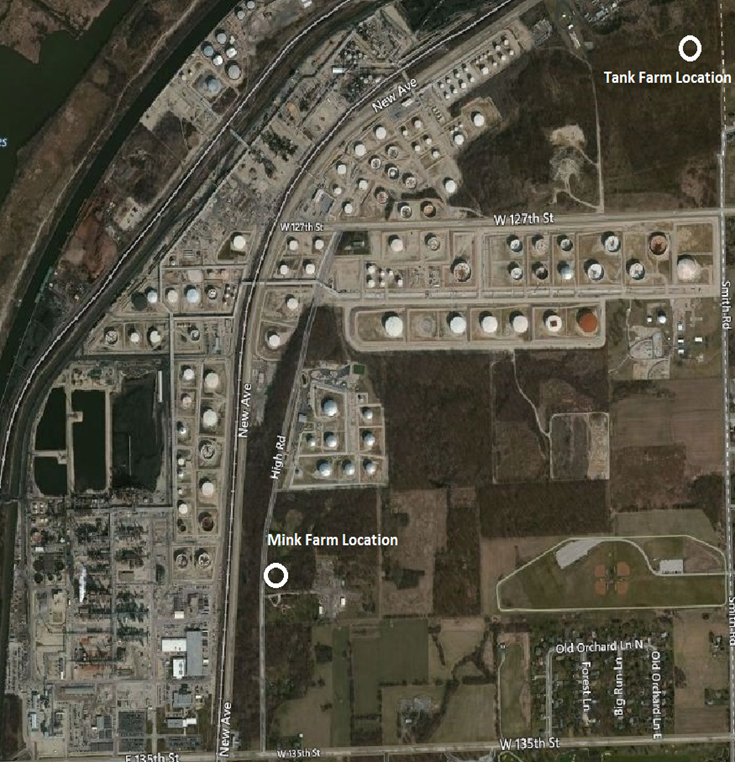 Tank Farm Location
New Ave
es
W 127th St
W 127th St
Smith Rd
New Ave
High Rd
Mink Farm Location
Smith Rd
Old Orchard Ln N
Forest Ln
Big Run Ln
Old Orchard Ln E
New Ave
W 135th St
W 135th St
E 135th St